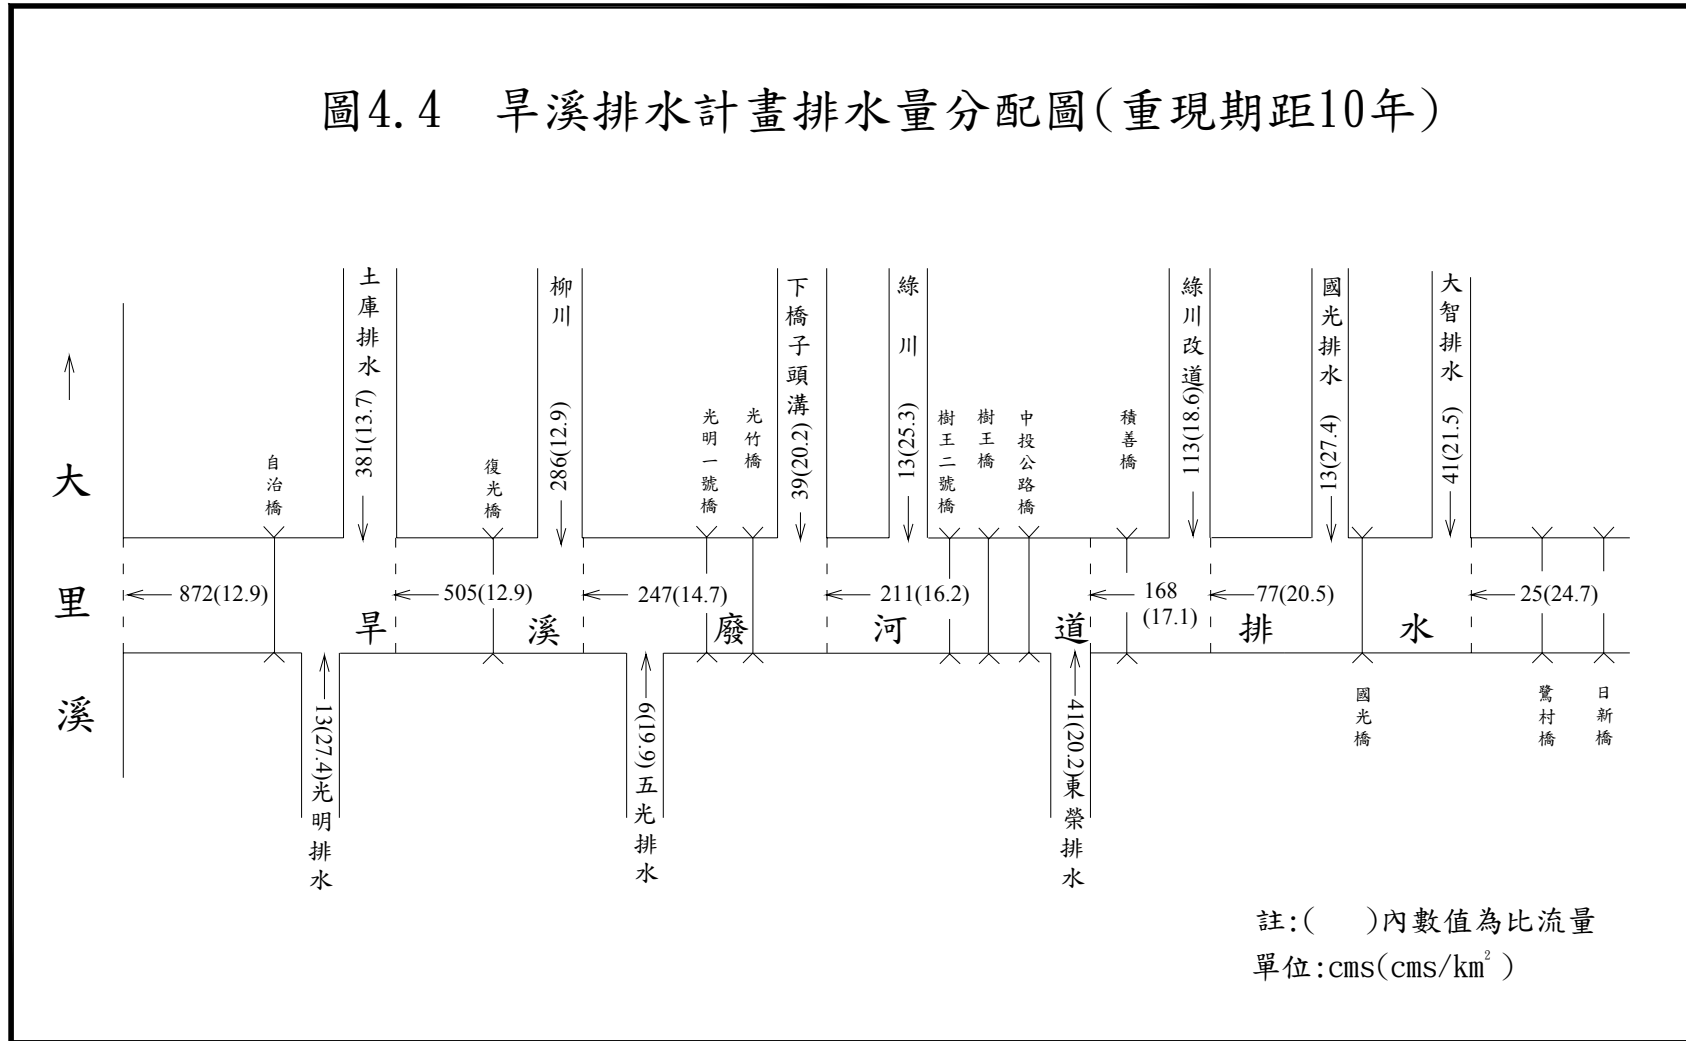 圖4.4　旱溪排水計畫排水量分配圖(重現期距10年)
土庫排水 381(13.7)
柳川 286(12.9)
下橋子頭溝 39(20.2)
綠川 13(25.3)
綠川改道 113(18.6)
國光排水 13(27.4)
大智排水 41(21.5)
自治橋
復光橋
光明一號橋
光竹橋
樹王二號橋
樹王橋
中投公路橋
積善橋
大里溪
872(12.9)
505(12.9)
247(14.7)
211(16.2)
168
(17.1)
77(20.5)
25(24.7)
旱溪廢河道排水
13(27.4)光明排水
6(19.9)五光排水
41(20.2)東榮排水
國光橋
鷺村橋
日新橋
註:(　)內數值為比流量
單位:cms(cms/km²)